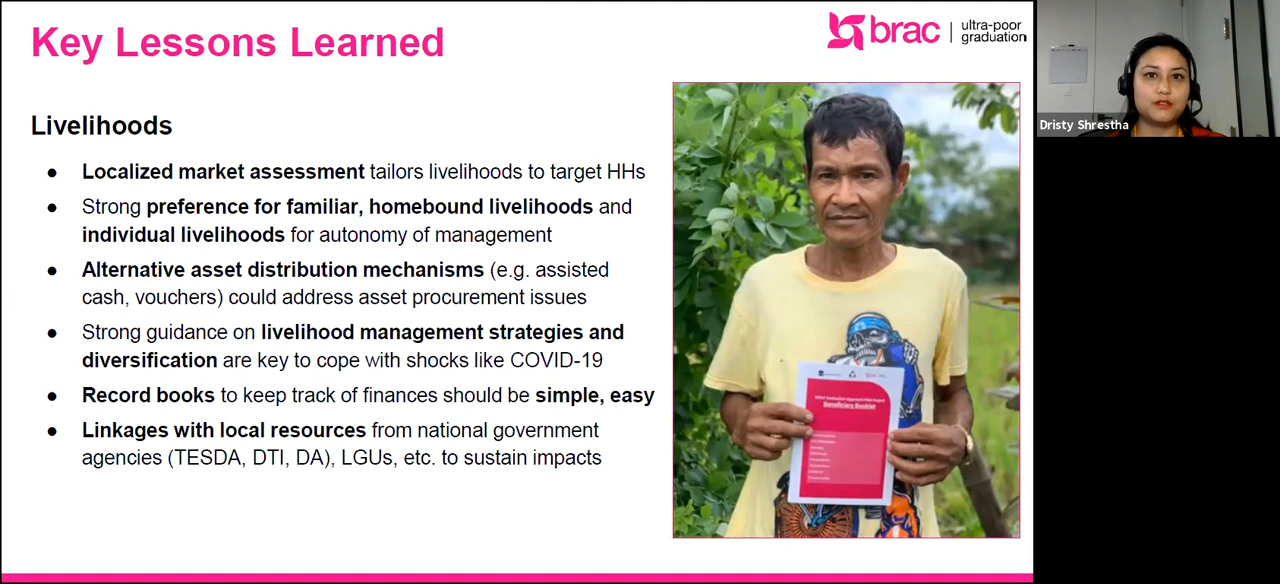 Key Lessons Learned
brac
ultra-poor
graduation
Livelihoods
● Localized market assessment tailors livelihoods to target HHs
● Strong preference for familiar, homebound livelihoods and
individual livelihoods for autonomy of management
● Alternative asset distribution mechanisms (e.g. assisted
cash, vouchers) could address asset procurement issues
● Strong guidance on livelihood management strategies and
diversification are key to cope with shocks like COVID-19
● Record books to keep track of finances should be simple, easy
● Linkages with local resources from national government
agencies (TESDA, DTI, DA), LGUs, etc. to sustain impacts
Graduation Approach Pilot Project
Beneficiary Booklet
Dristy Shrestha